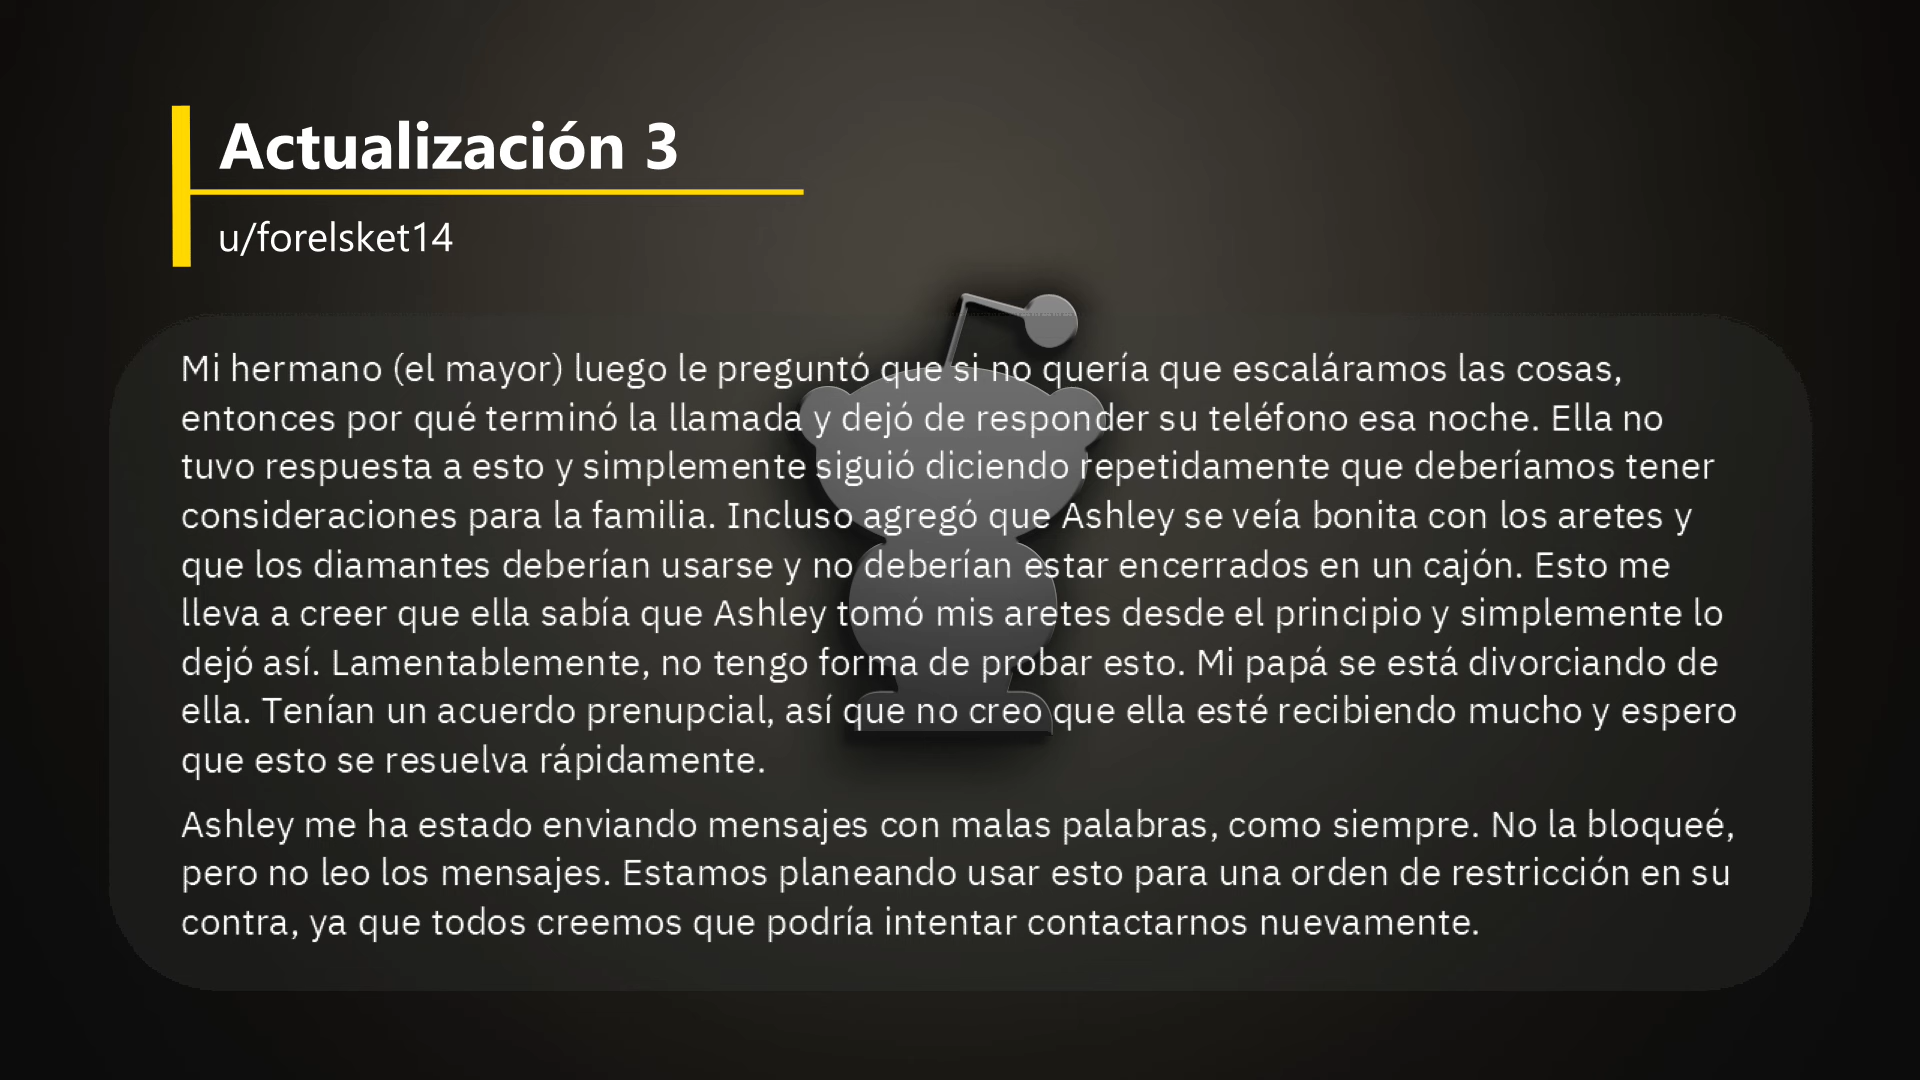 Actualización 3
u/forelsket14
Mi hermano (el mayor) luego le preguntó que si no quería que escaláramos las cosas,
entonces por qué terminó la llamada y dejó de responder su teléfono esa noche. Ella no
tuvo respuesta a esto y simplemente siguió diciendo repetidamente que deberíamos tener
consideraciones para la familia. Incluso agregó que Ashley se veía bonita con los aretes y
que los diamantes deberían usarse y no deberían estar encerrados en un cajón. Esto me
lleva a creer que ella sabía que Ashley tomó mis aretes desde el principio y simplemente lo
dejó así. Lamentablemente, no tengo forma de probar esto. Mi papá se está divorciando de
ella. Tenían un acuerdo prenupcial, así que no creo que ella esté recibiendo mucho y espero
que esto se resuelva rápidamente.
Ashley me ha estado enviando mensajes con malas palabras, como siempre. No la bloqueé,
pero no leo los mensajes. Estamos planeando usar esto para una orden de restricción en su
contra, ya que todos creemos que podría intentar contactarnos nuevamente.